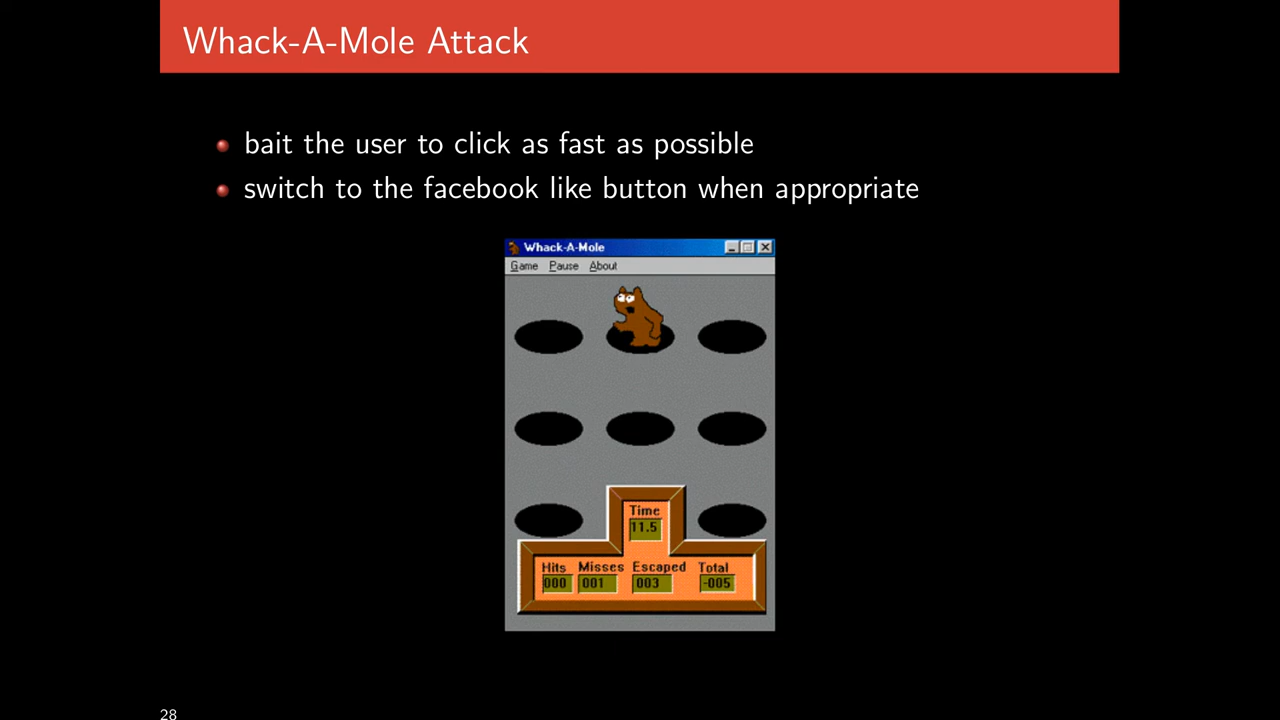 Whack-A-Mole Attack
bait the user to click as fast as possible
switch to the facebook like button when appropriate
Whack-A-Mole
Game Pause About
Time
11.5
Hits Misses Escaped Total
000 001 003 -005
28